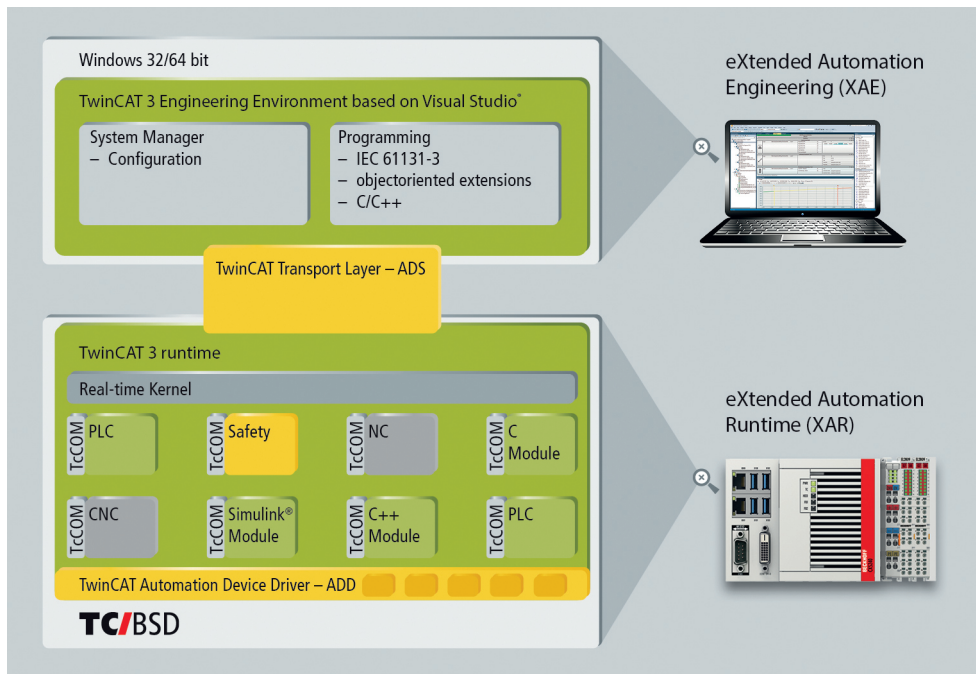 Windows 32/64 bit
TwinCAT 3 Engineering Environment based on Visual Studio®
System Manager
– Configuration
Programming
– IEC 61131-3
– objectoriented extensions
– C/C++
eXtended Automation
Engineering (XAE)
TwinCAT Transport Layer – ADS
TwinCAT 3 runtime
Real-time Kernel
TcCOM
PLC
TcCOM
Safety
TcCOM
NC
TcCOM
C
Module
TcCOM
CNC
TcCOM
Simulink®
Module
TcCOM
C++
Module
TcCOM
PLC
TwinCAT Automation Device Driver – ADD
TC/BSD
eXtended Automation
Runtime (XAR)
BECKHOFF